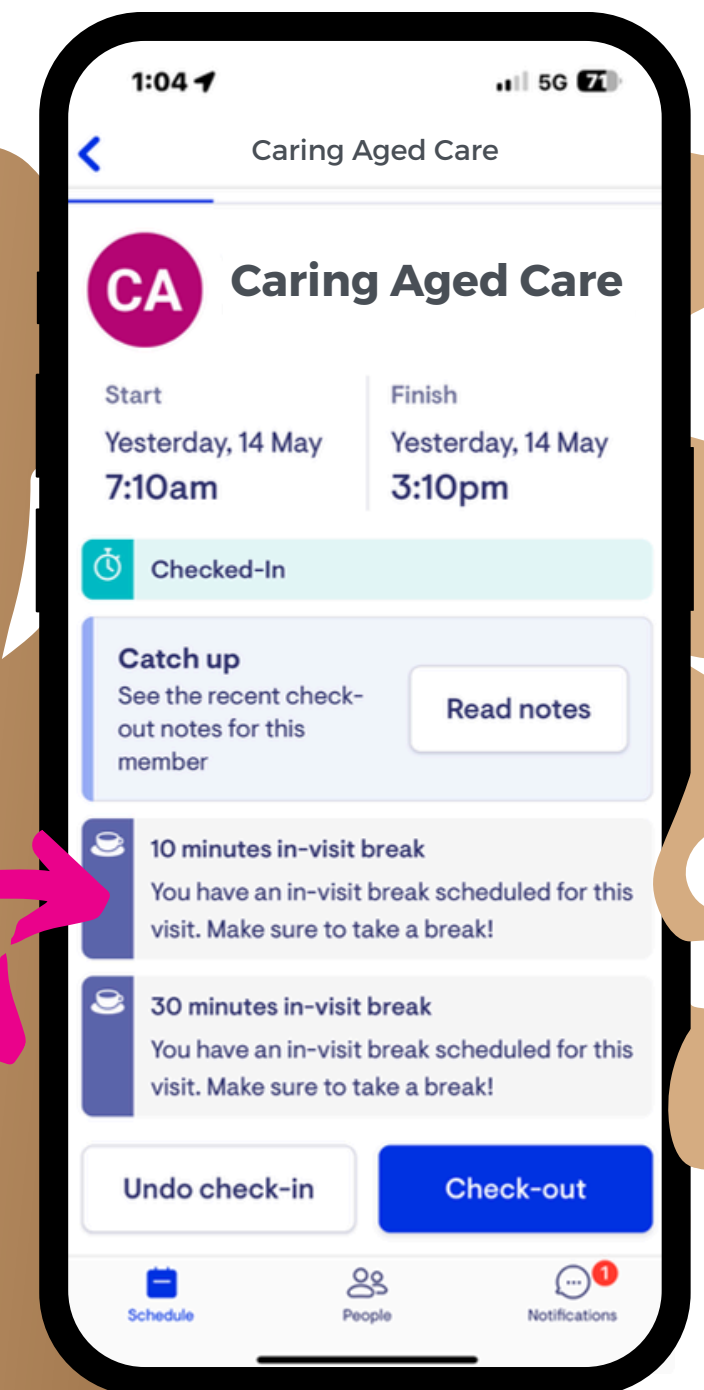 1:04 5G 71
Caring Aged Care
CA Caring Aged Care
Start Finish
Yesterday, 14 May Yesterday, 14 May
7:10am 3:10pm
Checked-In
Catch up
See the recent check-
out notes for this
member
Read notes
10 minutes in-visit break
You have an in-visit break scheduled for this
visit. Make sure to take a break!
30 minutes in-visit break
You have an in-visit break scheduled for this
visit. Make sure to take a break!
Undo check-in Check-out
1
Schedule People Notifications